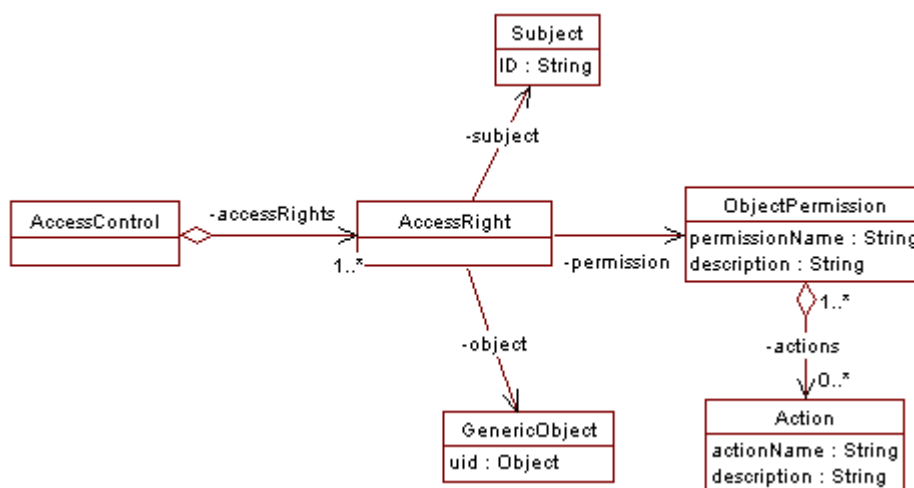 Subject
ID : String
-subject
AccessControl
-accessRights
1..*
AccessRight
-permission
ObjectPermission
permissionName : String
description : String
1..*
-object
-actions
0..*
GenericObject
uid : Object
Action
actionName : String
description : String